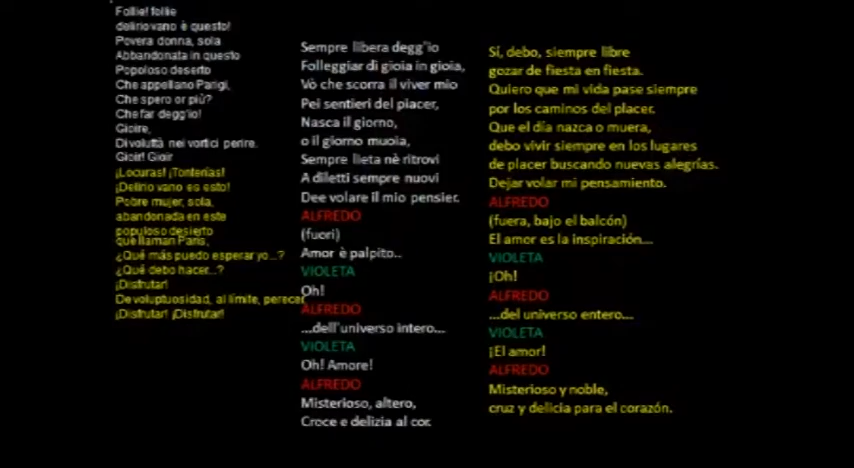 Follie! follie
delirio vano è questo!
Povera donna, sola
Abbandonata in questo
Popoloso deserto
Che appellano Parigi,
Che spero or più?
Che far degg'io!
Gioire,
Di voluttà nei vortici perire.
Gioir! Gioir
¡Locuras! ¡Tonterías!
¡Delirio vano es esto!
Pobre mujer, sola,
abandonada en este
populoso desierto
que llaman París,
¿Qué más puedo esperar yo...?
¿Qué debo hacer...?
¡Disfrutar!
De voluptuosidad, al límite, perecer
¡Disfrutar! ¡Disfrutar!
Sempre libera degg'io
Folleggiar di gioia in gioia,
Vò che scorra il viver mio
Pei sentieri del piacer,
Nasca il giorno,
o il giorno muoia,
Sempre lieta nè ritrovi
A diletti sempre nuovi
Dee volare il mio pensier.
ALFREDO
(fuori)
Amor è palpito..
VIOLETA
Oh!
ALFREDO
...dell'universo intero...
VIOLETA
Oh! Amore!
ALFREDO
Misterioso, altero,
Croce e delizia al cor.
Sí, debo, siempre libre
gozar de fiesta en fiesta.
Quiero que mi vida pase siempre
por los caminos del placer.
Que el día nazca o muera,
debo vivir siempre en los lugares
de placer buscando nuevas alegrías.
Dejar volar mi pensamiento.
ALFREDO
(fuera, bajo el balcón)
El amor es la inspiración...
VIOLETA
¡Oh!
ALFREDO
...del universo entero...
VIOLETA
¡El amor!
ALFREDO
Misterioso y noble,
cruz y delicia para el corazón.